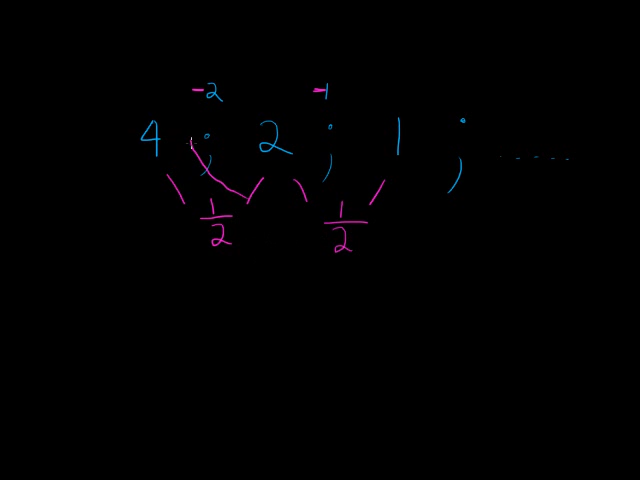 -2 -1
4 ; 2 ; 1 ; ......
1/2 1/2